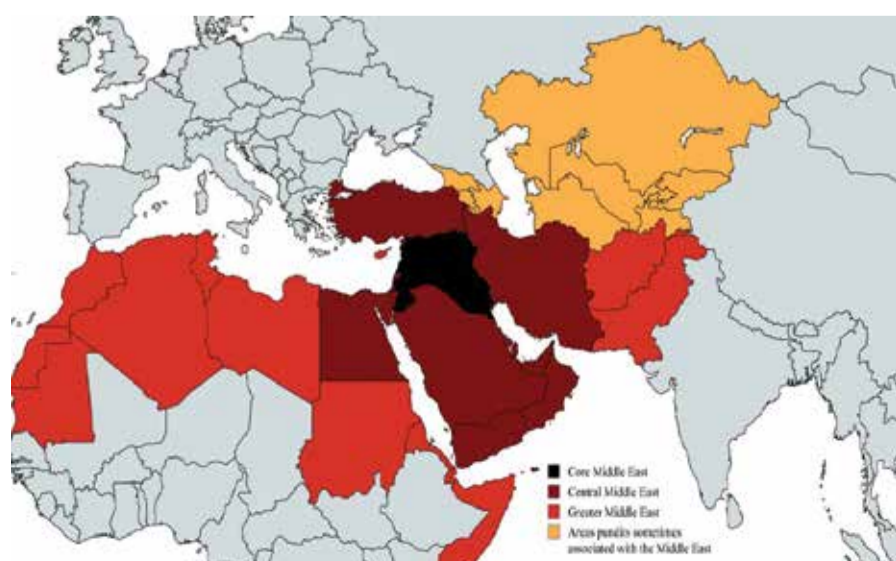 Core Middle East
Central Middle East
Greater Middle East
Areas pundits sometimes
associated with the Middle East